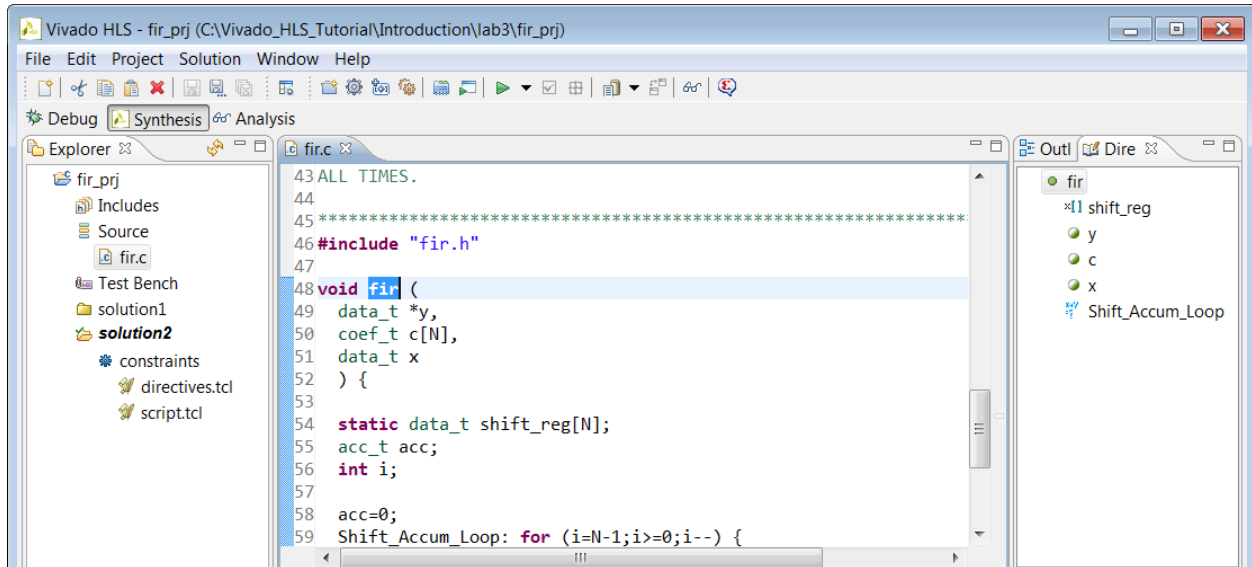 Vivado HLS - fir_prj (C:\Vivado_HLS_Tutorial\Introduction\lab3\fir_prj)
File Edit Project Solution Window Help
Debug Synthesis Analysis
Explorer
fir_prj
Includes
Source
fir.c
Test Bench
solution1
solution2
constraints
directives.tcl
script.tcl
fir.c
43 ALL TIMES.
44
45 ****************************************************************
46 #include "fir.h"
47
48 void fir (
49 data_t *y,
50 coef_t c[N],
51 data_t x
52 ) {
53
54 static data_t shift_reg[N];
55 acc_t acc;
56 int i;
57
58 acc=0;
59 Shift_Accum_Loop: for (i=N-1;i>=0;i--) {
Outl Dire
fir
shift_reg
y
c
x
Shift_Accum_Loop